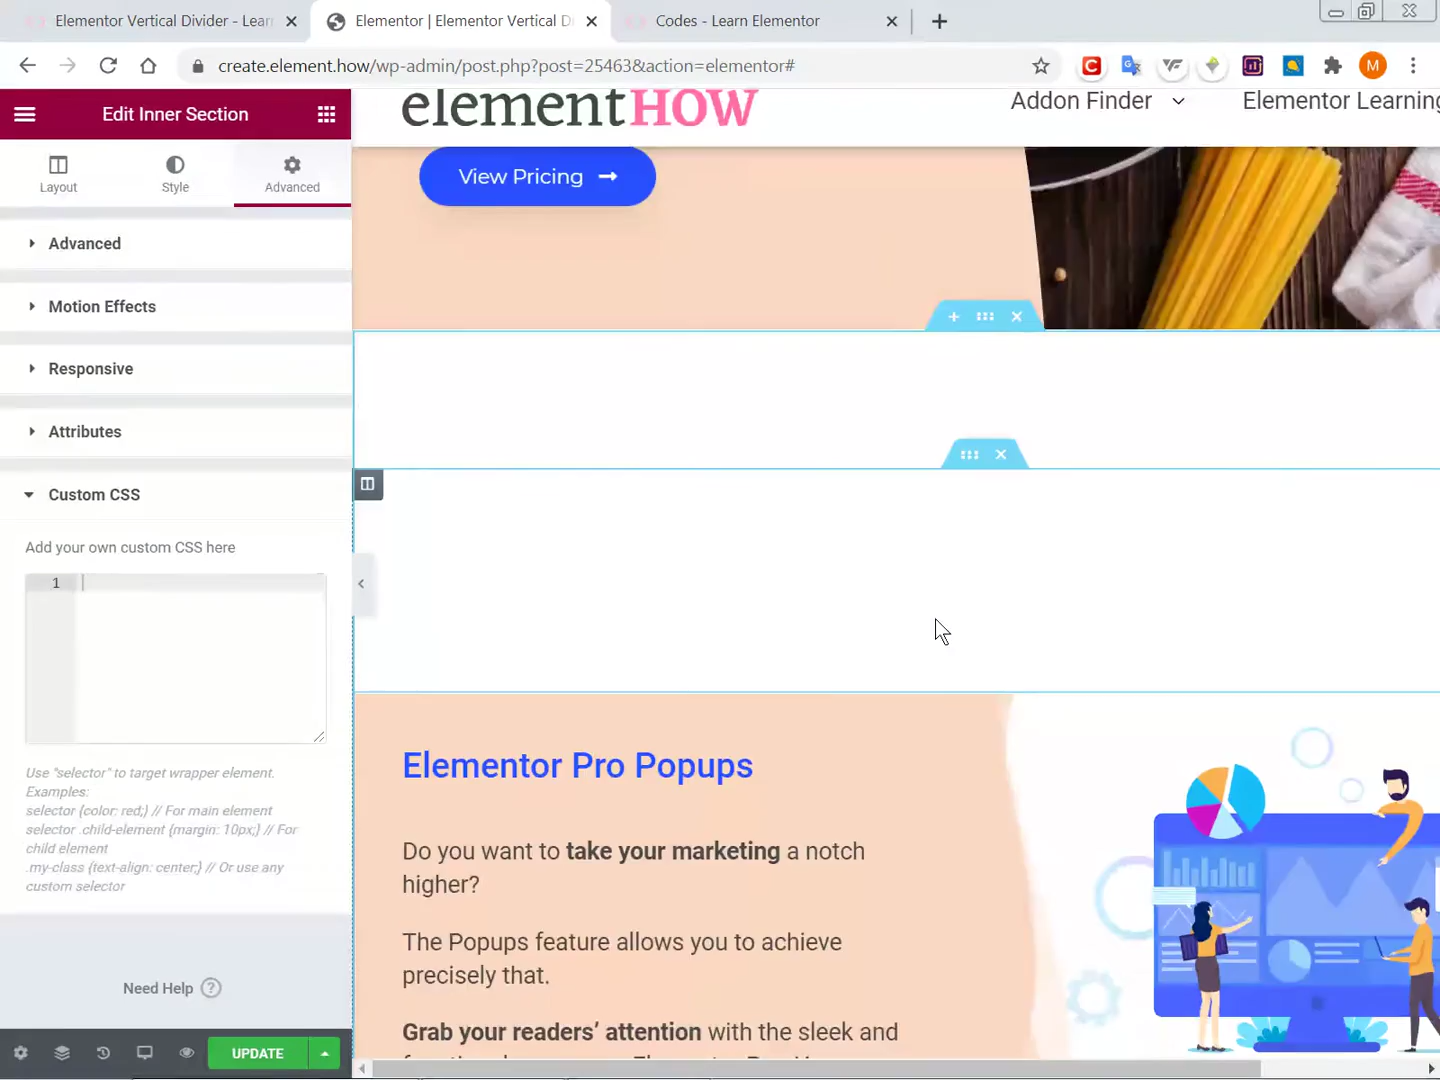 Elementor Vertical Divider - Lear
Elementor | Elementor Vertical D
Codes - Learn Elementor
create.element.how/wp-admin/post.php?post=25463&action=elementor#
M
Edit Inner Section
elementHOW
Addon Finder
Elementor Learning
Layout
Style
Advanced
View Pricing
Advanced
Motion Effects
Responsive
Attributes
Custom CSS
Add your own custom CSS here
1
Use "selector" to target wrapper element.
Examples:
selector {color: red;} // For main element
selector .child-element {margin: 10px;} // For
child element
.my-class {text-align: center;} // Or use any
custom selector
Need Help
UPDATE
Elementor Pro Popups
Do you want to take your marketing a notch
higher?
The Popups feature allows you to achieve
precisely that.
Grab your readers’ attention with the sleek and